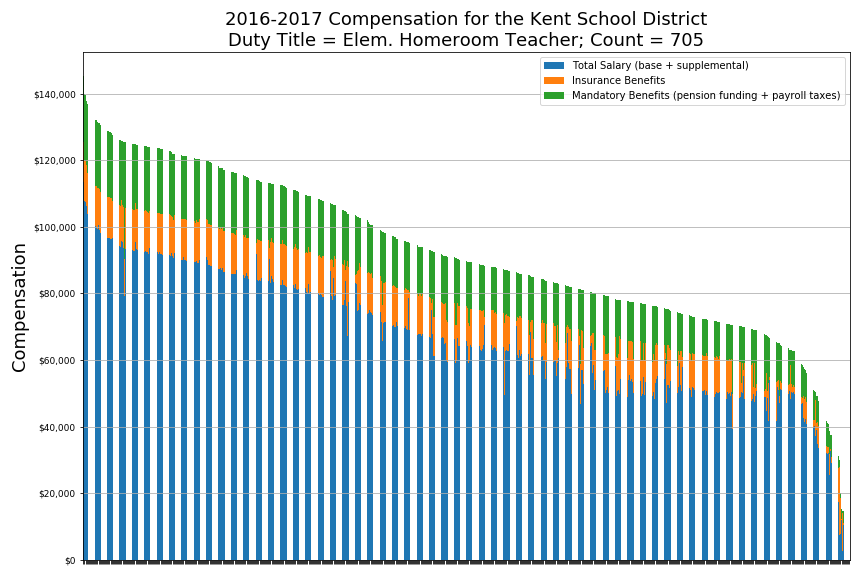 2016-2017 Compensation for the Kent School District
Duty Title = Elem. Homeroom Teacher; Count = 705
Total Salary (base + supplemental)
Insurance Benefits
Mandatory Benefits (pension funding + payroll taxes)
$140,000
$120,000
$100,000
$80,000
$60,000
$40,000
$20,000
$0
Compensation